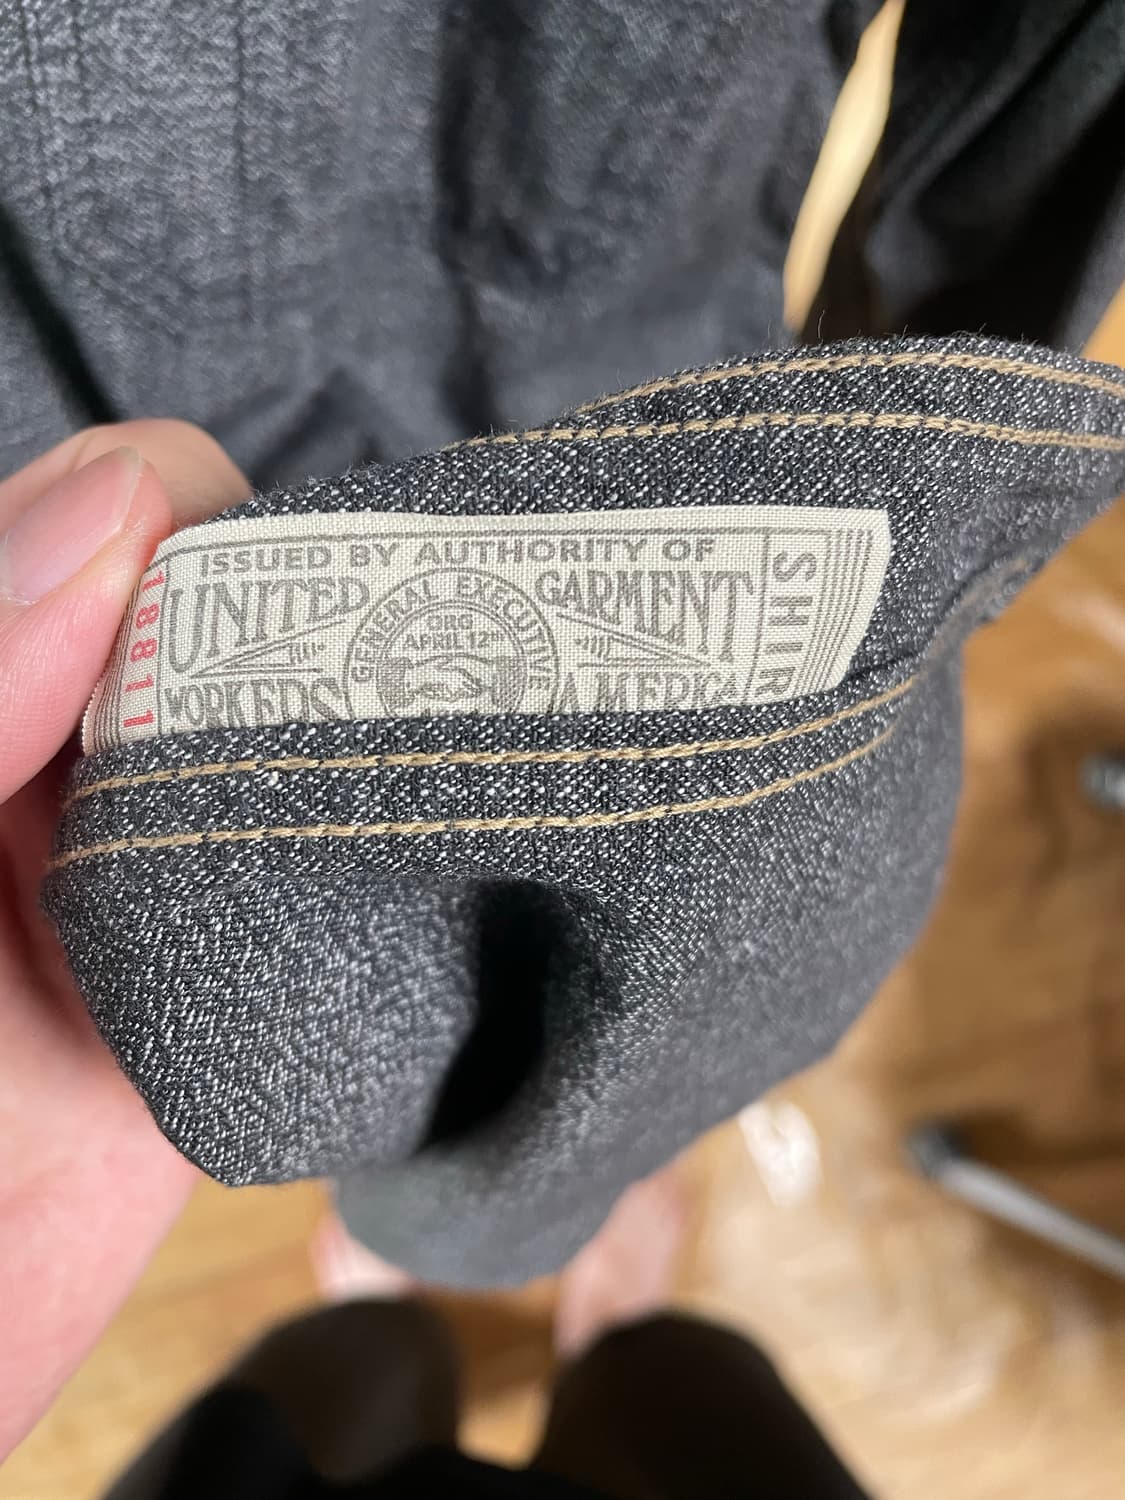 ISSUED BY AUTHORITY OF
UNITED GARMENT
GENERAL EXECUTIVE
ORG
APRIL 12TH
WORKERS AMERICA
18811
SHIR